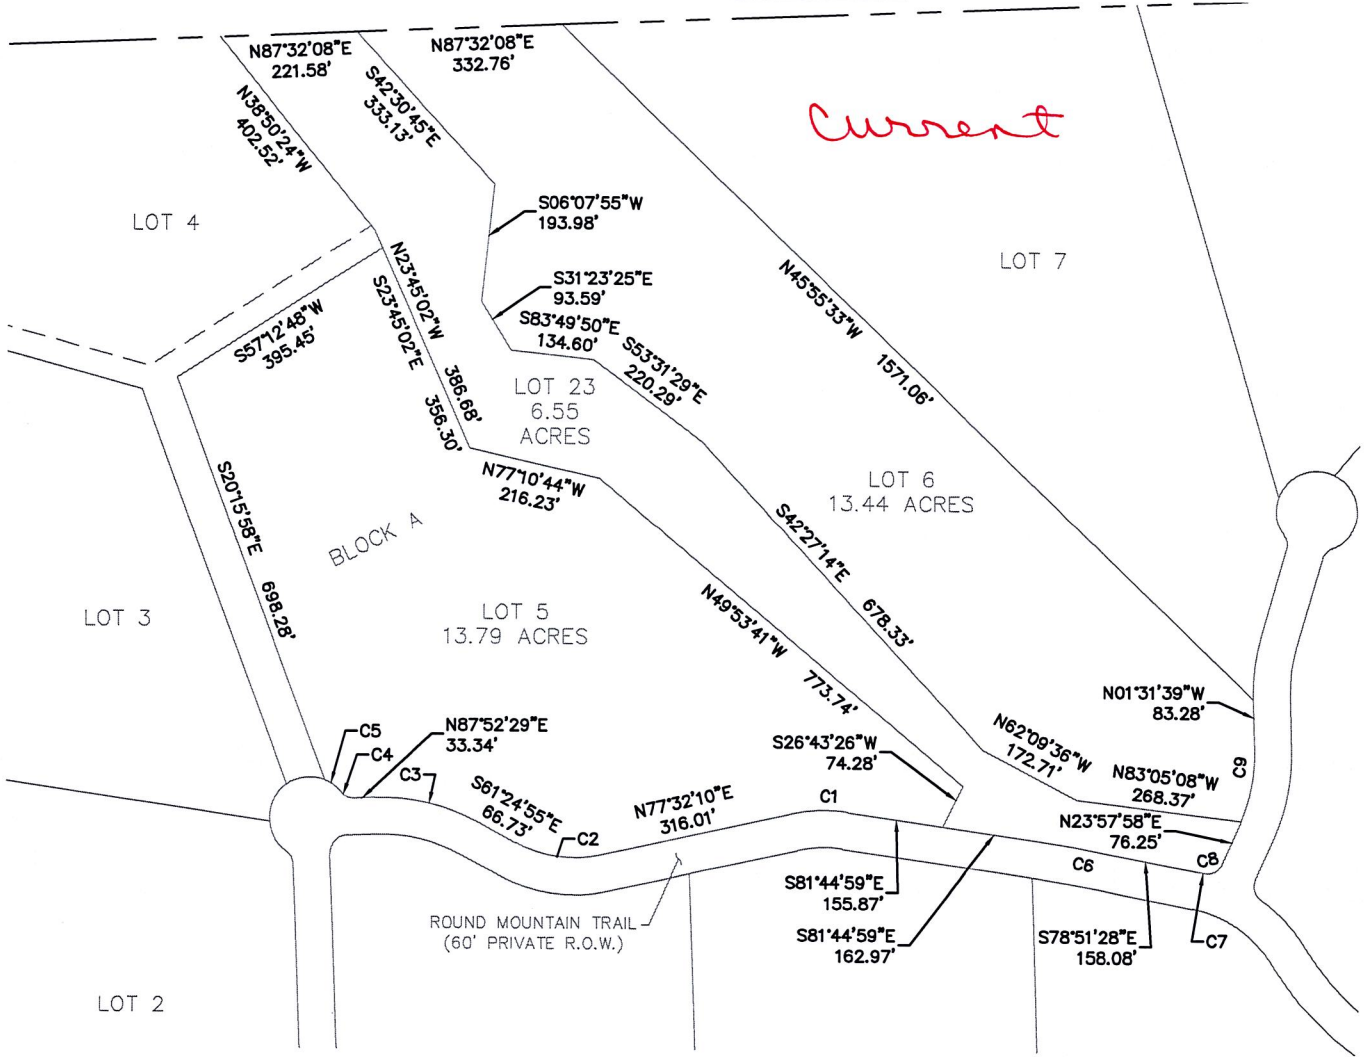 N87°32'08"E
221.58'
N87°32'08"E
332.76'
S42°30'45"E
333.13'
N38°50'24"W
402.52'
Current
S06°07'55"W
193.98'
LOT 4
LOT 7
N23°45'02"W 386.68'
S23°45'02"E 356.30'
S31°23'25"E
93.59'
N45°55'33"W 1571.06'
S83°49'50"E
134.60'
S53°31'29"E
220.29'
S57°12'48"W
395.45'
LOT 23
6.55
ACRES
N77°10'44"W
216.23'
LOT 6
13.44 ACRES
S20°15'58"E 698.28'
BLOCK A
S42°27'14"E 678.33'
LOT 3
LOT 5
13.79 ACRES
N49°53'41"W 773.74'
N01°31'39"W
83.28'
C5
C4
N87°52'29"E
33.34'
C3
S26°43'26"W
74.28'
N62°09'36"W
172.71'
C9
N83°05'08"W
268.37'
S61°24'55"E
66.73'
N77°32'10"E
316.01'
C1
C2
N23°57'58"E
76.25'
C6
C8
S81°44'59"E
155.87'
ROUND MOUNTAIN TRAIL
(60' PRIVATE R.O.W.)
S81°44'59"E
162.97'
S78°51'28"E
158.08'
C7
LOT 2